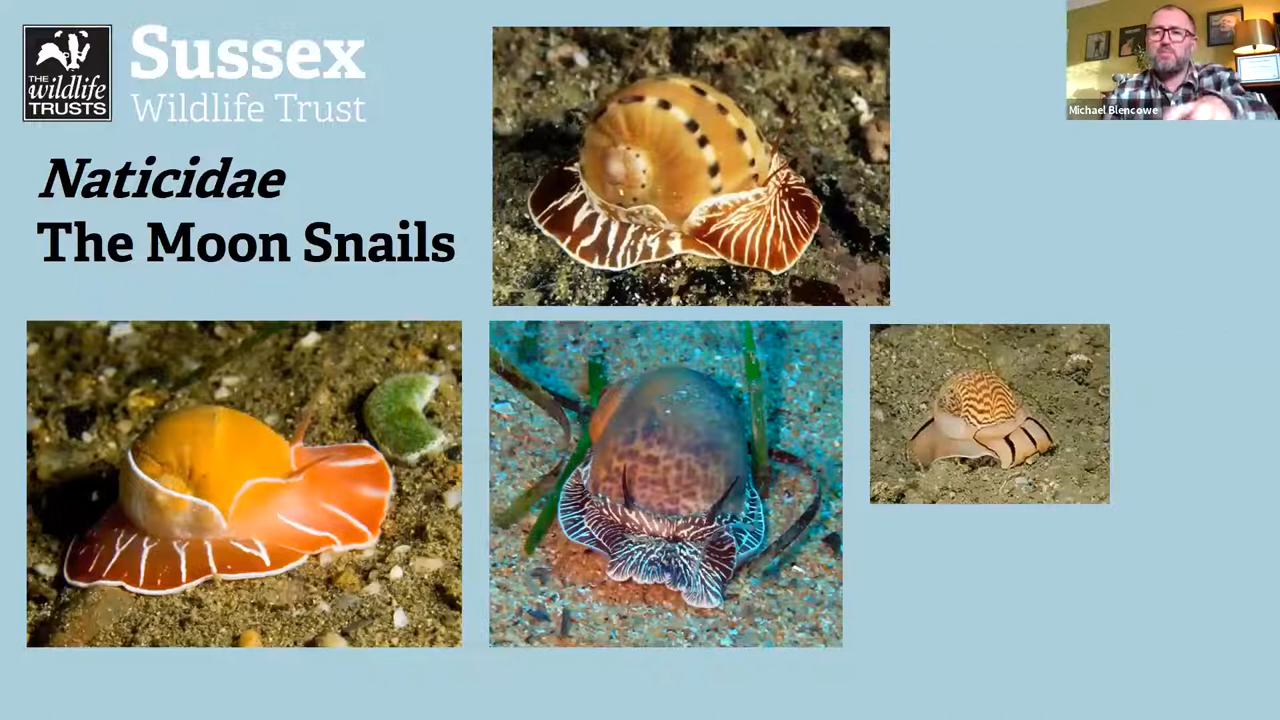 THE
wildlife
TRUSTS
Sussex
Wildlife Trust
Naticidae
The Moon Snails
Michael Blencowe